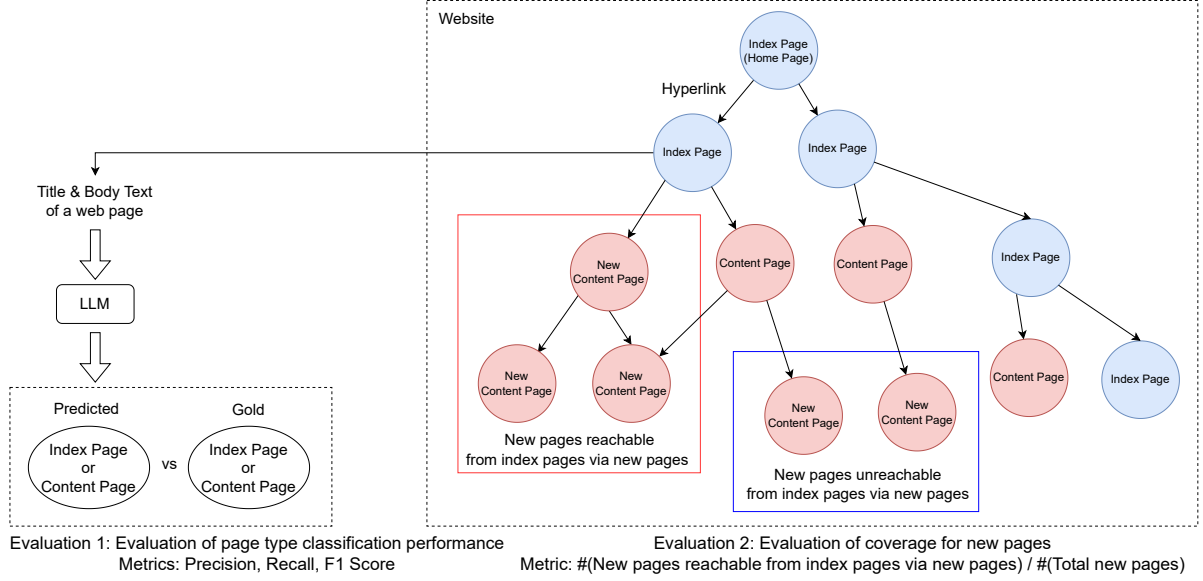 Website
Index Page
(Home Page)
Hyperlink
Index Page
Index Page
Title & Body Text
of a web page
LLM
Predicted
Gold
Index Page
or
Content Page
vs
Index Page
or
Content Page
New
Content Page
Content Page
Content Page
Index Page
New
Content Page
New
Content Page
New pages reachable
from index pages via new pages
New
Content Page
New
Content Page
New pages unreachable
from index pages via new pages
Content Page
Index Page
Evaluation 1: Evaluation of page type classification performance
Metrics: Precision, Recall, F1 Score
Evaluation 2: Evaluation of coverage for new pages
Metric: #(New pages reachable from index pages via new pages) / #(Total new pages)